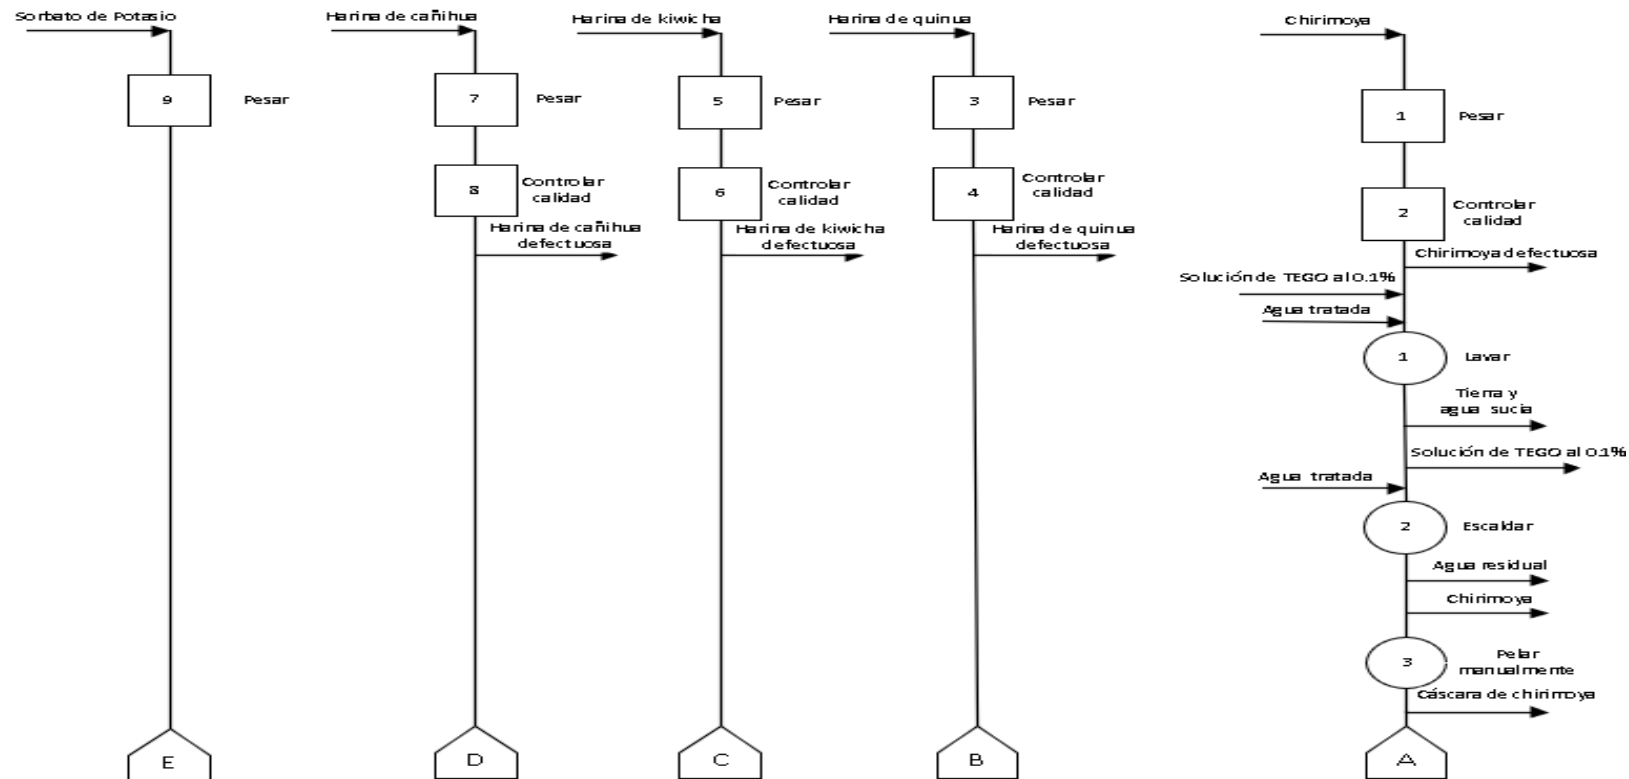 Sorbato de Potasio
9
Pesar
E
Harina de cañihua
7
Pesar
8
Controlar
calidad
Harina de cañihua
defectuosa
D
Harina de kiwicha
5
Pesar
6
Controlar
calidad
Harina de kiwicha
defectuosa
C
Harina de quinua
3
Pesar
4
Controlar
calidad
Harina de quinua
defectuosa
B
Chirimoya
1
Pesar
2
Controlar
calidad
Chirimoya defectuosa
Solución de TEGO al 0.1%
Agua tratada
1
Lavar
Tierra y
agua sucia
Solución de TEGO al 0.1%
Agua tratada
2
Escaldar
Agua residual
Chirimoya
3
Pelar
manualmente
Cáscara de chirimoya
A